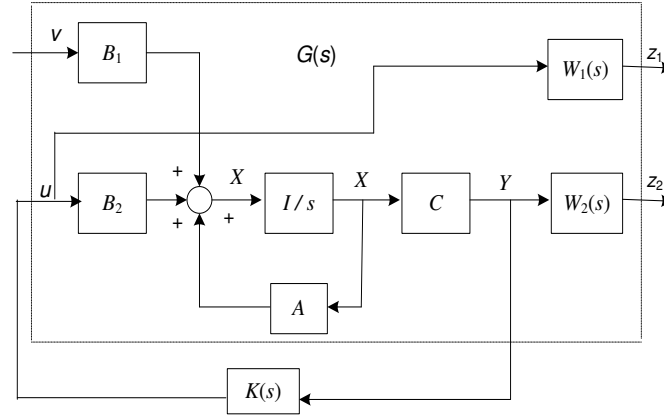 v
B₁
G(s)
W₁(s)
z₁
+
u
B₂
+
+
X
I / s
X
C
Y
W₂(s)
z₂
A
K(s)